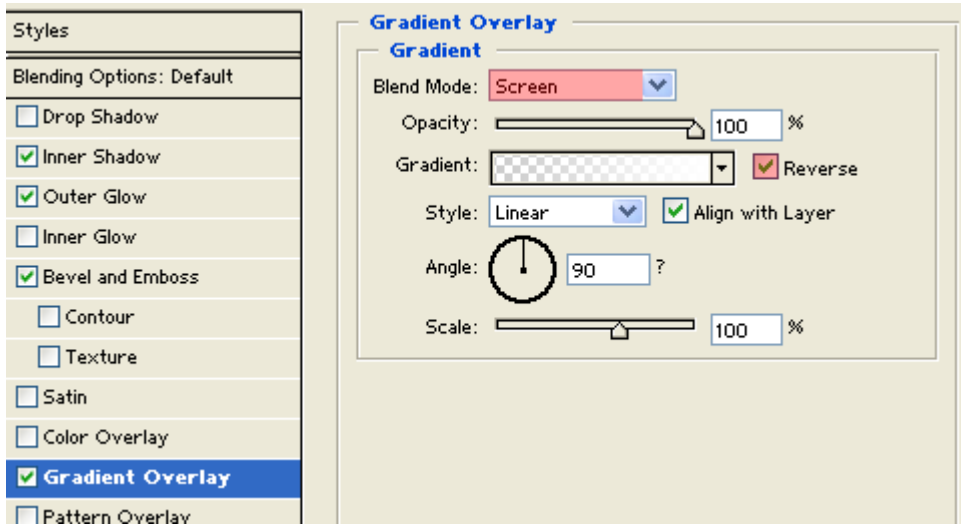 Styles
Blending Options: Default
Drop Shadow
Inner Shadow
Outer Glow
Inner Glow
Bevel and Emboss
Contour
Texture
Satin
Color Overlay
Gradient Overlay
Pattern Overlay
Gradient Overlay
Gradient
Blend Mode: Screen
Opacity: 100 %
Gradient: Reverse
Style: Linear Align with Layer
Angle: 90 ?
Scale: 100 %